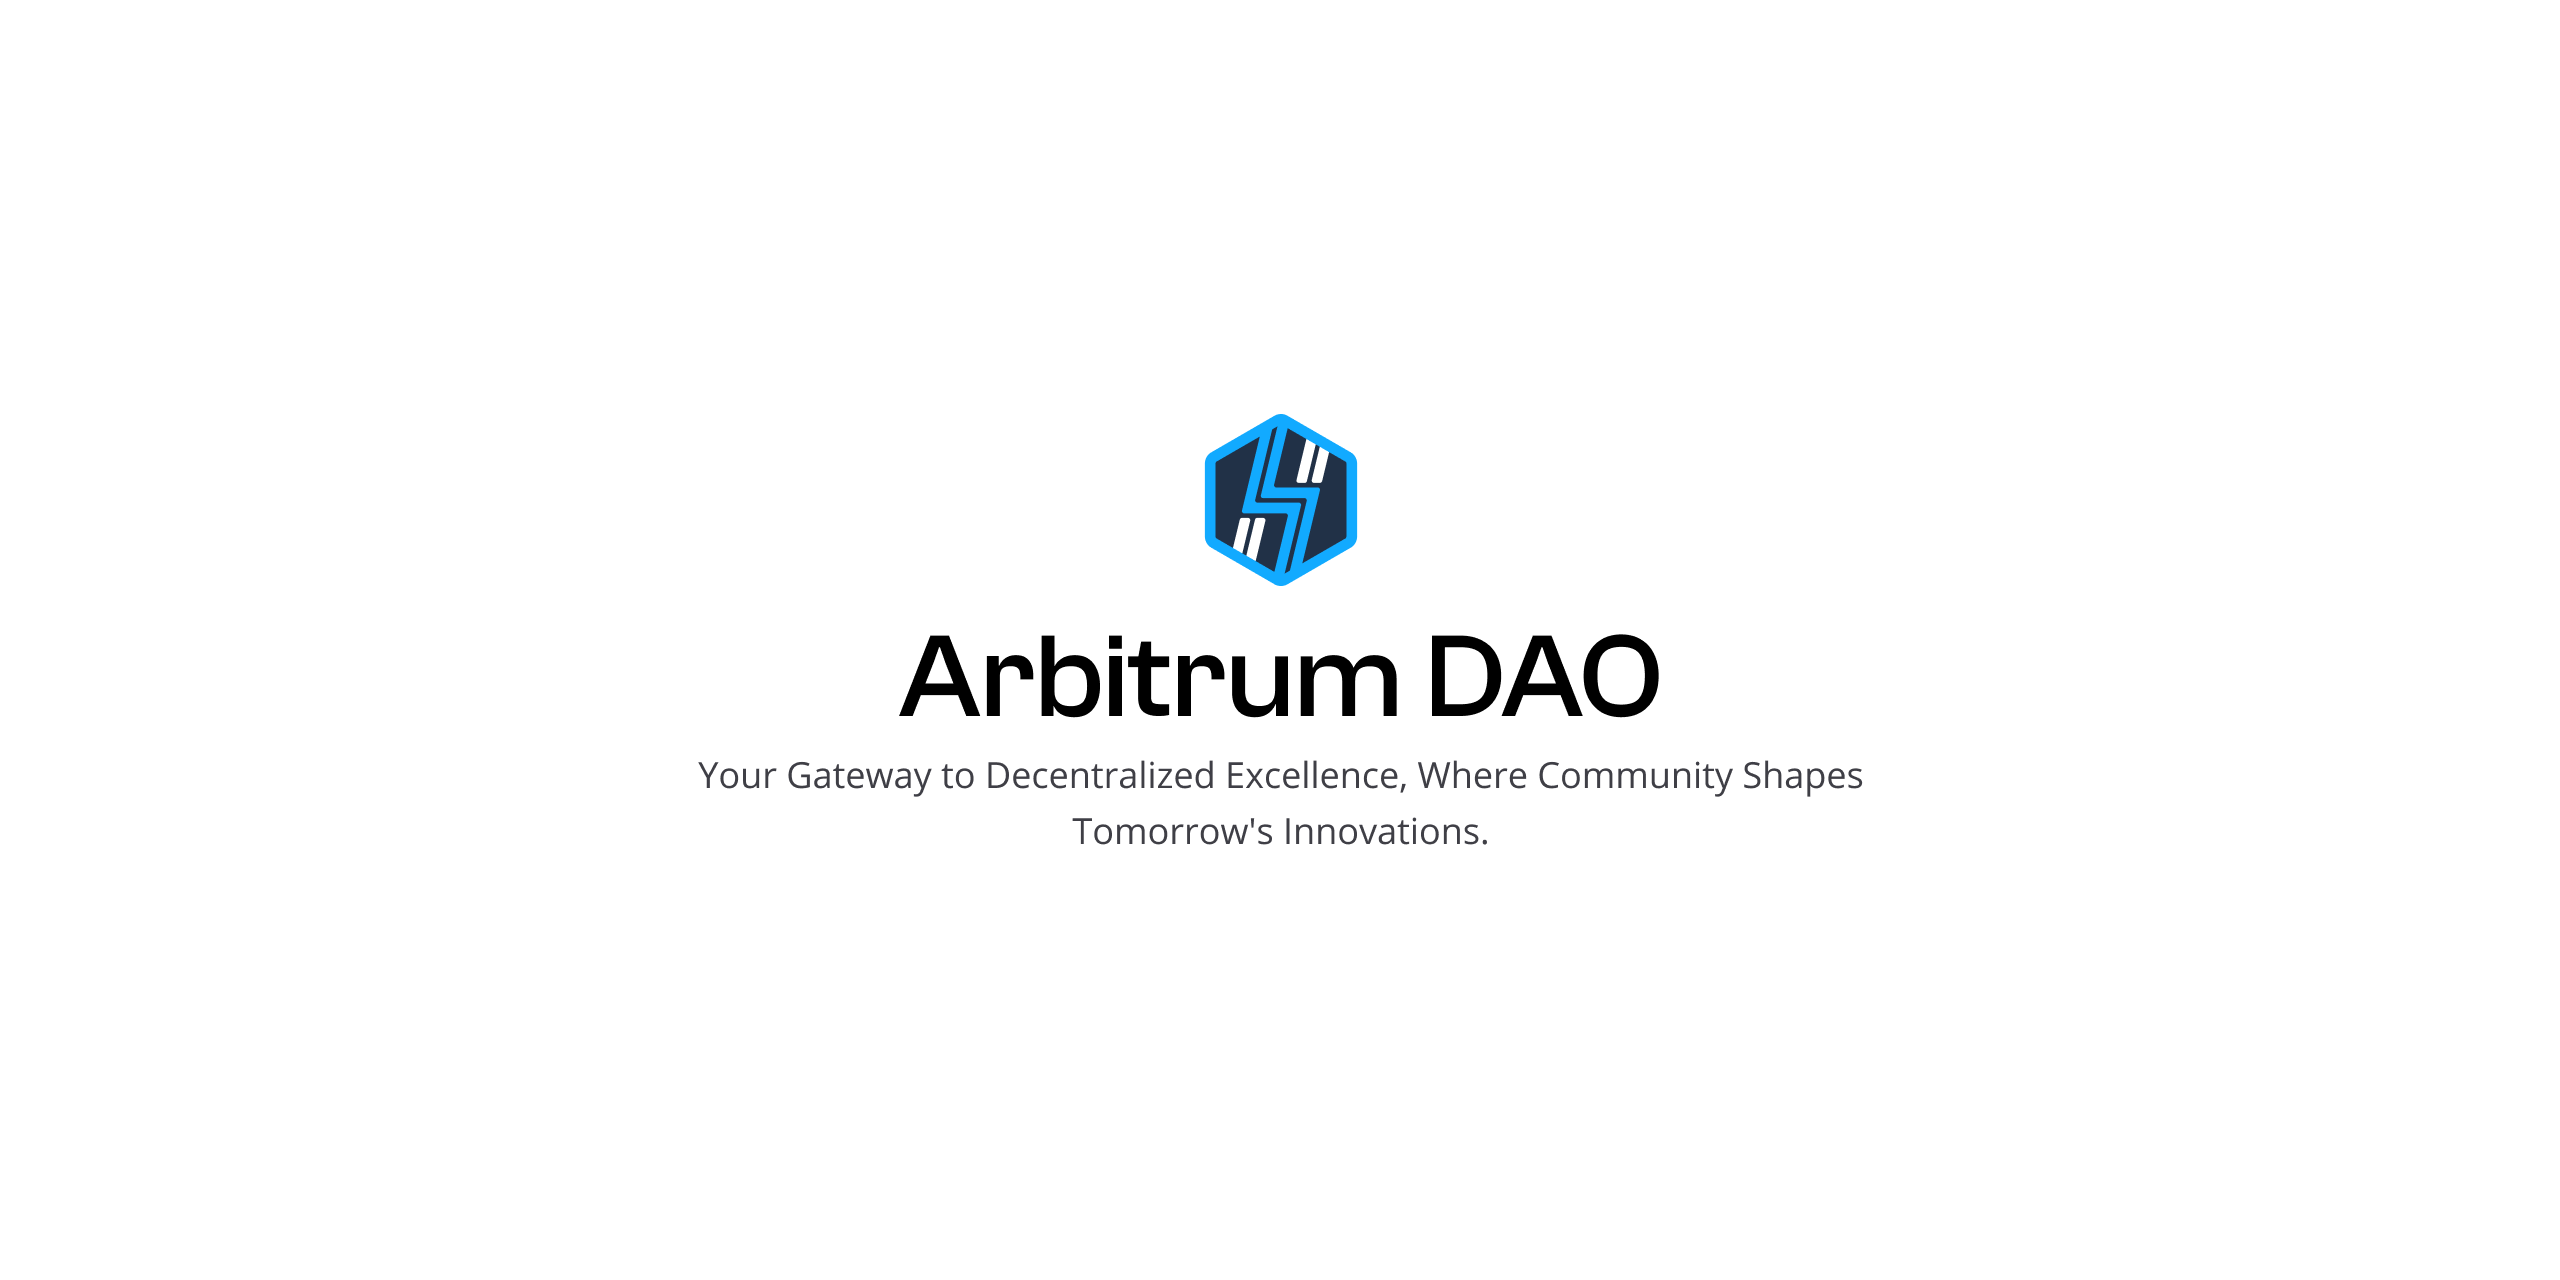 Arbitrum DAO
Your Gateway to Decentralized Excellence, Where Community Shapes
Tomorrow's Innovations.